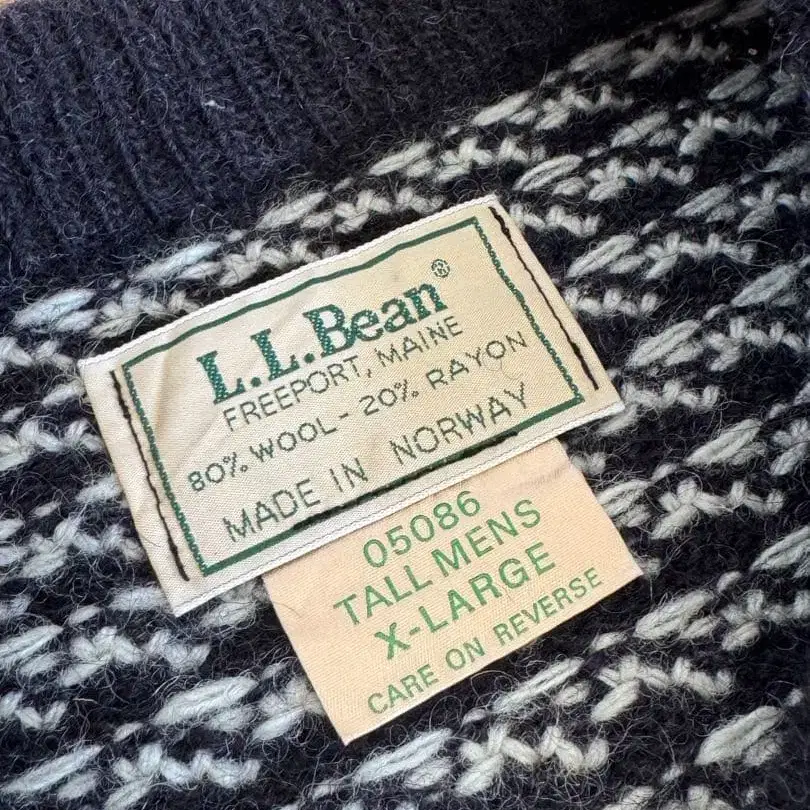 L.L.Bean®
FREEPORT, MAINE
80% WOOL - 20% RAYON
MADE IN NORWAY
05086
TALL MENS
X-LARGE
CARE ON REVERSE